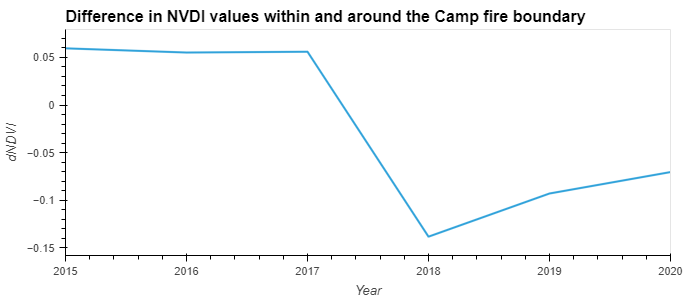 Difference in NVDI values within and around the Camp fire boundary
0.05
0
−0.05
−0.1
−0.15
dNDVI
2015 2016 2017 2018 2019 2020
Year